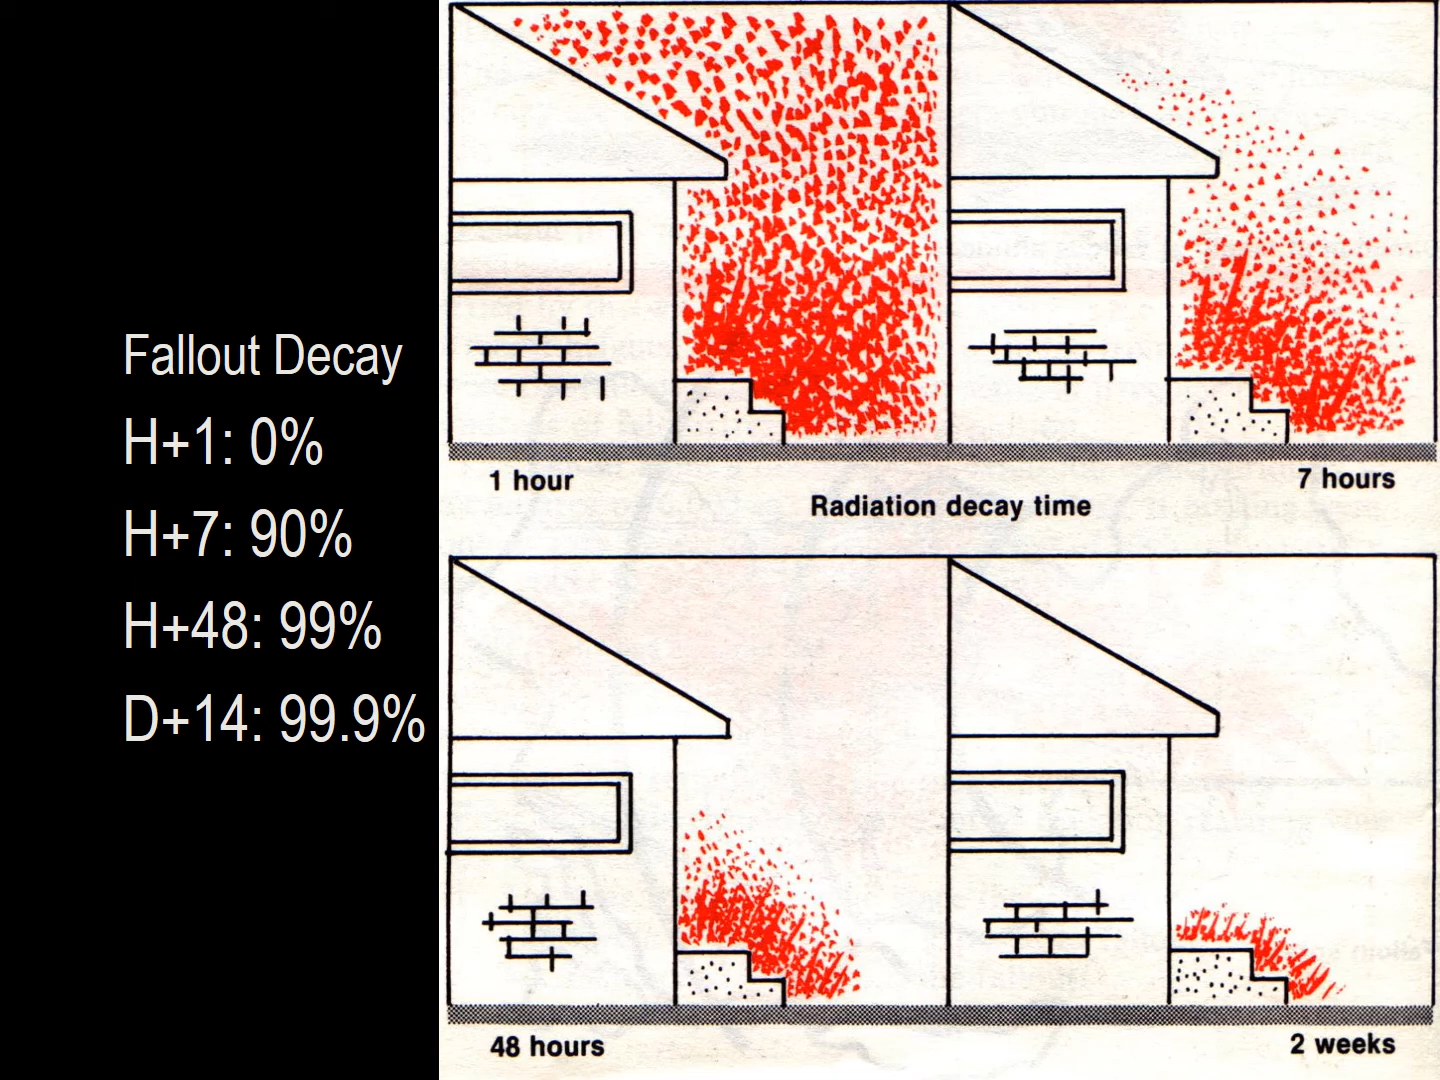 Fallout Decay
H+1: 0%
H+7: 90%
H+48: 99%
D+14: 99.9%
1 hour
7 hours
Radiation decay time
48 hours
2 weeks